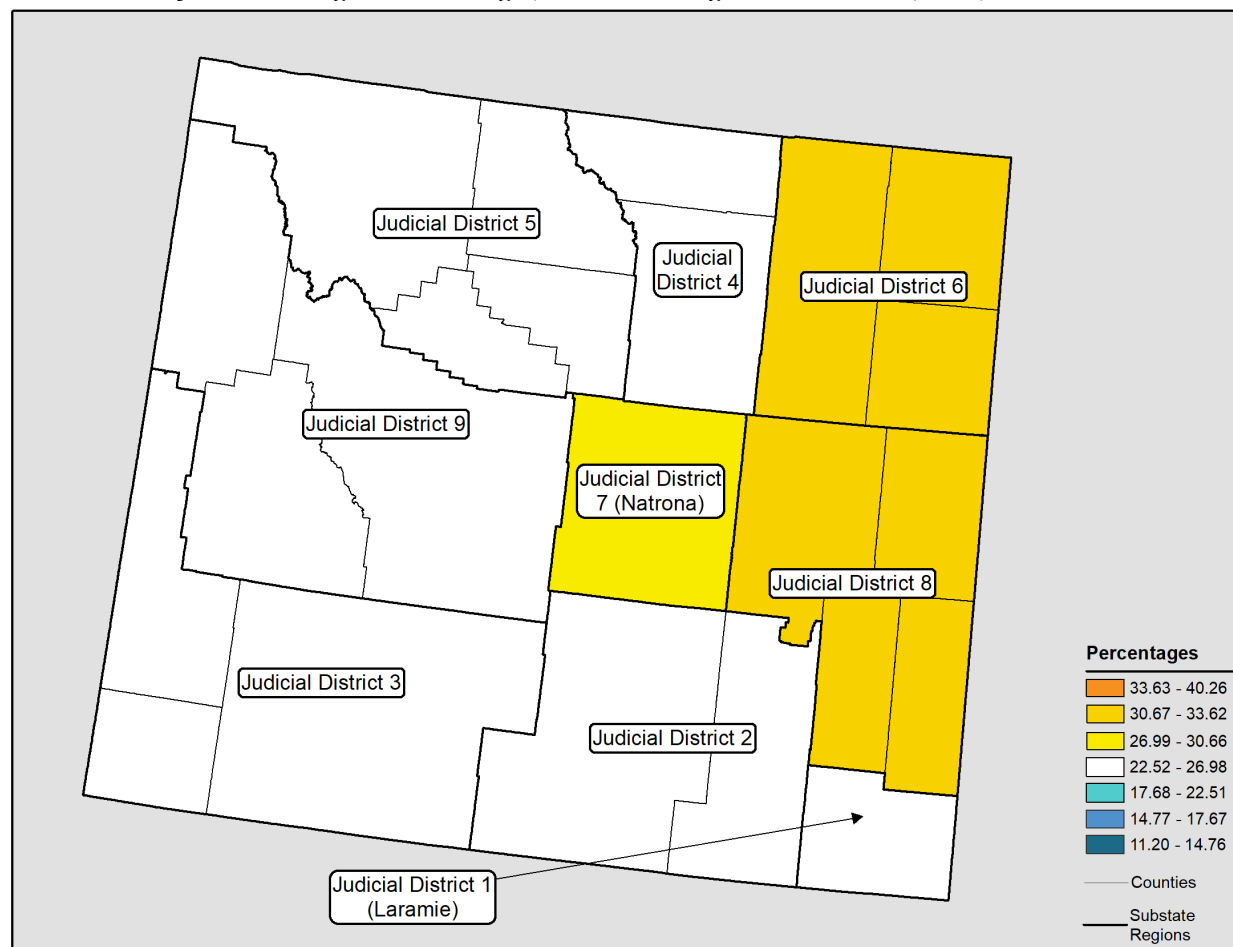 Judicial District 5
Judicial
District 4
Judicial District 6
Judicial District 9
Judicial District
7 (Natrona)
Judicial District 8
Judicial District 3
Judicial District 2
Judicial District 1
(Laramie)
Percentages
33.63 - 40.26
30.67 - 33.62
26.99 - 30.66
22.52 - 26.98
17.68 - 22.51
14.77 - 17.67
11.20 - 14.76
Counties
Substate
Regions